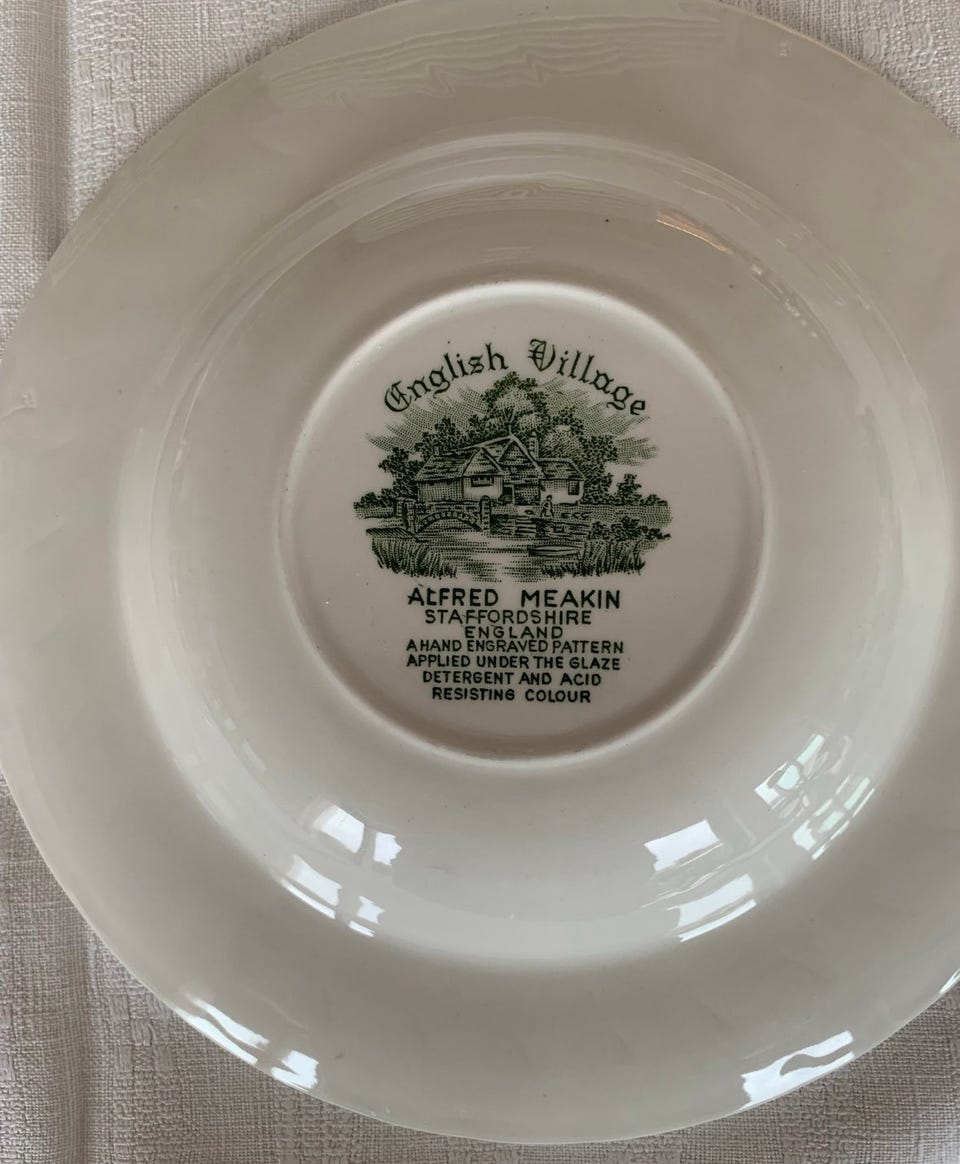 English Village
ALFRED MEAKIN
STAFFORDSHIRE
ENGLAND
A HAND ENGRAVED PATTERN
APPLIED UNDER THE GLAZE
DETERGENT AND ACID
RESISTING COLOUR